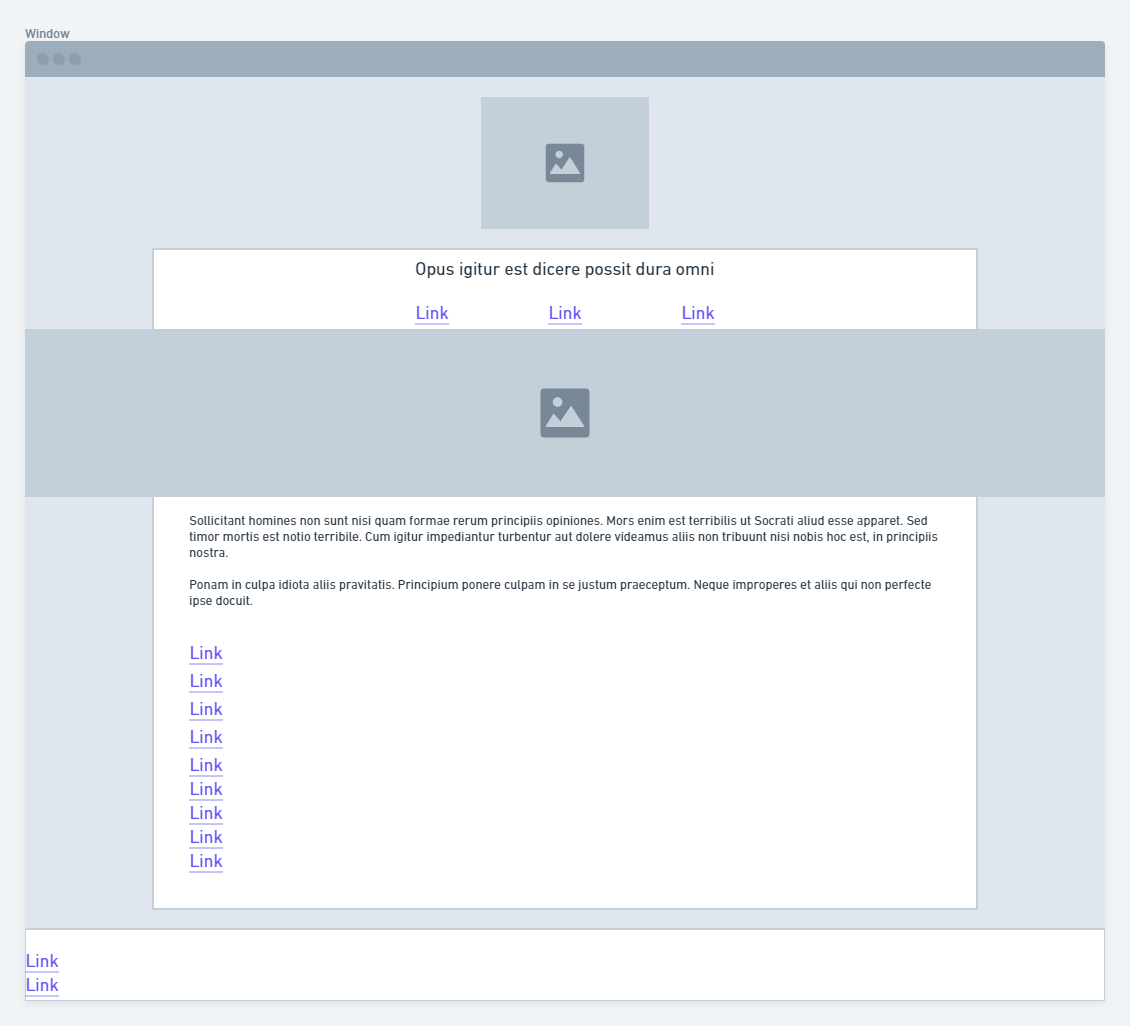 Window
Opus igitur est dicere possit dura omni
Link Link Link
Sollicitant homines non sunt nisi quam formae rerum principiis opiniones. Mors enim est terribilis ut Socrati aliud esse apparet. Sed
timor mortis est notio terribile. Cum igitur impediantur turbentur aut dolere videamus aliis non tribuunt nisi nobis hoc est, in principiis
nostra.
Ponam in culpa idiota aliis pravitatis. Principium ponere culpam in se justum praeceptum. Neque improperes et aliis qui non perfecte
ipse docuit.
Link
Link
Link
Link
Link
Link
Link
Link
Link
Link
Link